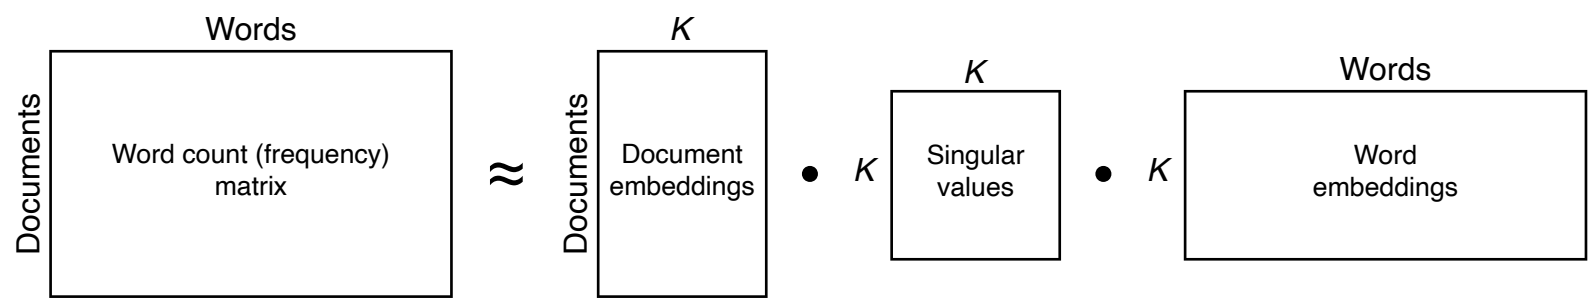 Words
K
K
Words
Documents
Word count (frequency)
matrix
≈
Documents
Document
embeddings
•
K
Singular
values
•
K
Word
embeddings